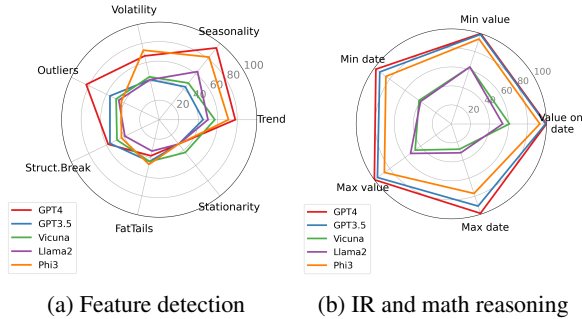 Volatility
Seasonality
Outliers
Trend
Struct.Break
FatTails
Stationarity
20
40
60
80
100
GPT4
GPT3.5
Vicuna
Llama2
Phi3
(a) Feature detection
Min value
Min date
Value on
date
Max value
Max date
20
40
60
80
100
GPT4
GPT3.5
Vicuna
Llama2
Phi3
(b) IR and math reasoning